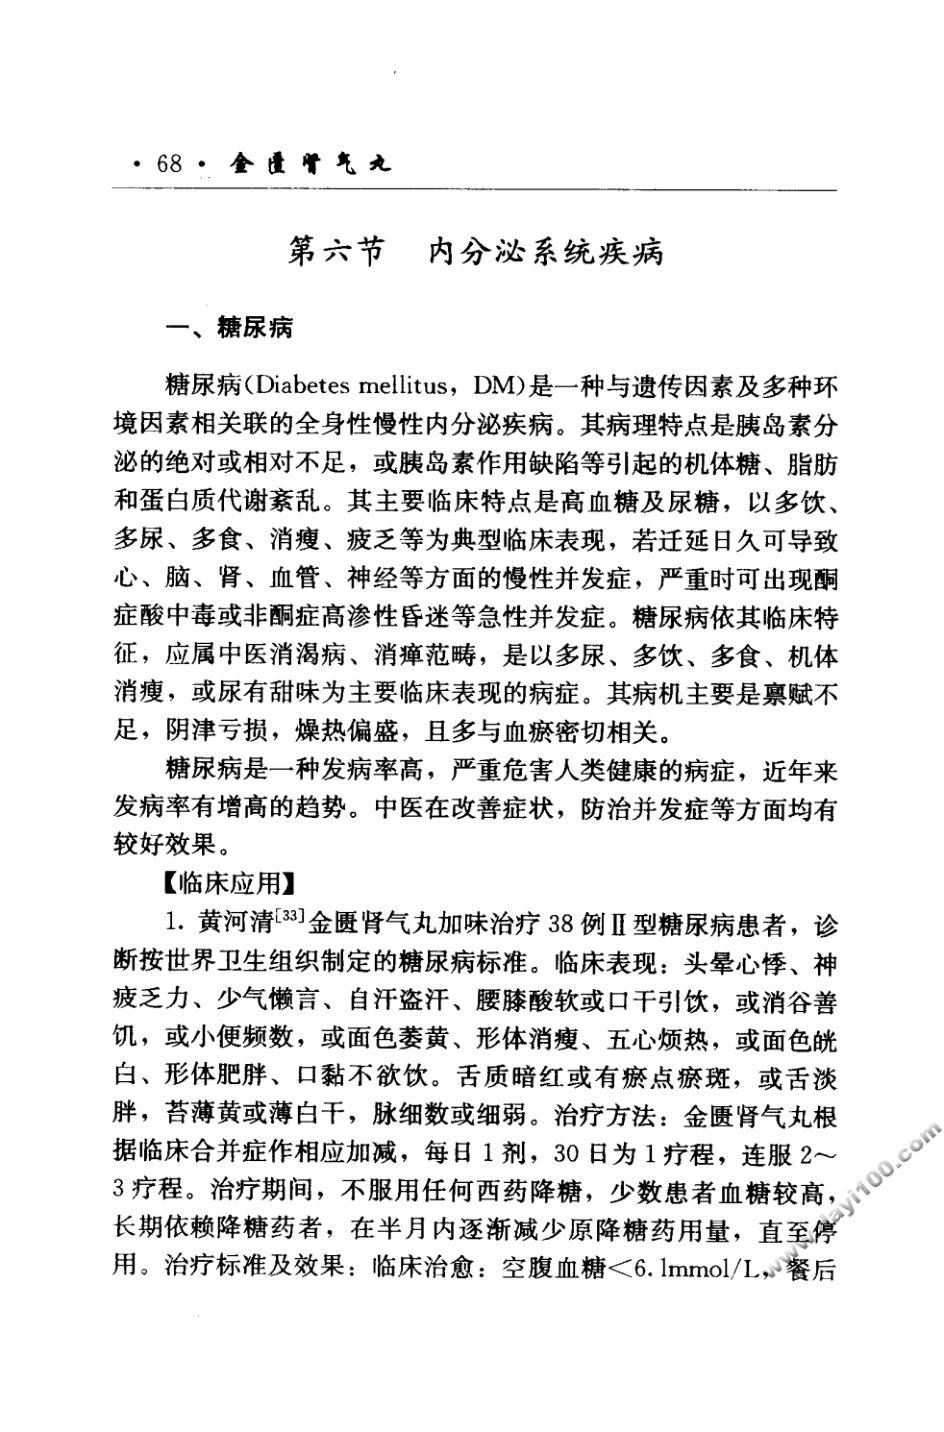 ·68· 金匮肾气丸
第六节 内分泌系统疾病
一、糖尿病
糖尿病(Diabetes mellitus，DM)是一种与遗传因素及多种环
境因素相关联的全身性慢性内分泌疾病。其病理特点是胰岛素分
泌的绝对或相对不足，或胰岛素作用缺陷等引起的机体糖、脂肪
和蛋白质代谢紊乱。其主要临床特点是高血糖及尿糖，以多饮、
多尿、多食、消瘦、疲乏等为典型临床表现，若迁延日久可导致
心、脑、肾、血管、神经等方面的慢性并发症，严重时可出现酮
症酸中毒或非酮症高渗性昏迷等急性并发症。糖尿病依其临床特
征，应属中医消渴病、消瘅范畴，是以多尿、多饮、多食、机体
消瘦，或尿有甜味为主要临床表现的病症。其病机主要是禀赋不
足，阴津亏损，燥热偏盛，且多与血瘀密切相关。
糖尿病是一种发病率高，严重危害人类健康的病症，近年来
发病率有增高的趋势。中医在改善症状，防治并发症等方面均有
较好效果。
【临床应用】
1. 黄河清[33]金匮肾气丸加味治疗 38 例Ⅱ型糖尿病患者，诊
断按世界卫生组织制定的糖尿病标准。临床表现：头晕心悸、神
疲乏力、少气懒言、自汗盗汗、腰膝酸软或口干引饮，或消谷善
饥，或小便频数，或面色萎黄、形体消瘦、五心烦热，或面色㿠
白、形体肥胖、口黏不欲饮。舌质暗红或有瘀点瘀斑，或舌淡
胖，苔薄黄或薄白干，脉细数或细弱。治疗方法：金匮肾气丸根
据临床合并症作相应加减，每日 1 剂，30 日为 1 疗程，连服 2～
3 疗程。治疗期间，不服用任何西药降糖，少数患者血糖较高，
长期依赖降糖药者，在半月内逐渐减少原降糖药用量，直至停
用。治疗标准及效果：临床治愈：空腹血糖＜6.1mmol/L，餐后